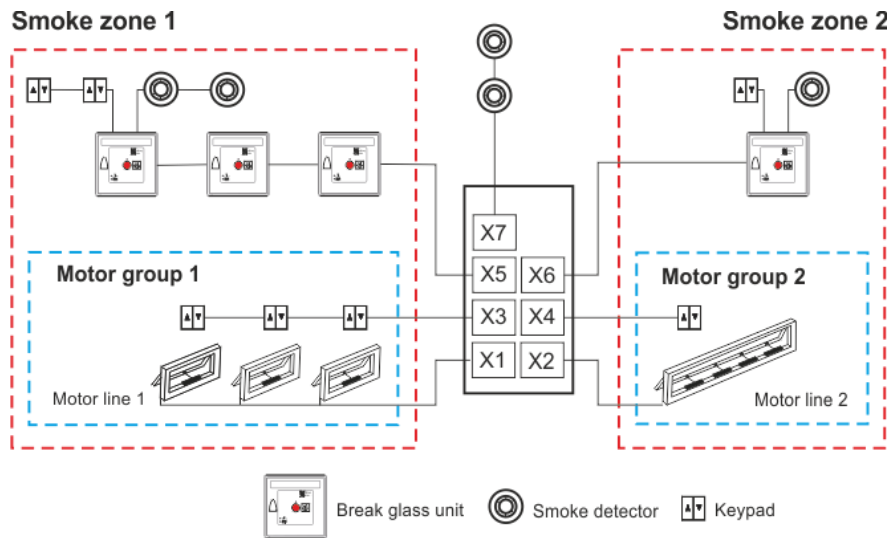 Smoke zone 1
Smoke zone 2
X7
X5 X6
Motor group 1
Motor group 2
X3 X4
X1 X2
Motor line 1
Motor line 2
Break glass unit
Smoke detector
Keypad